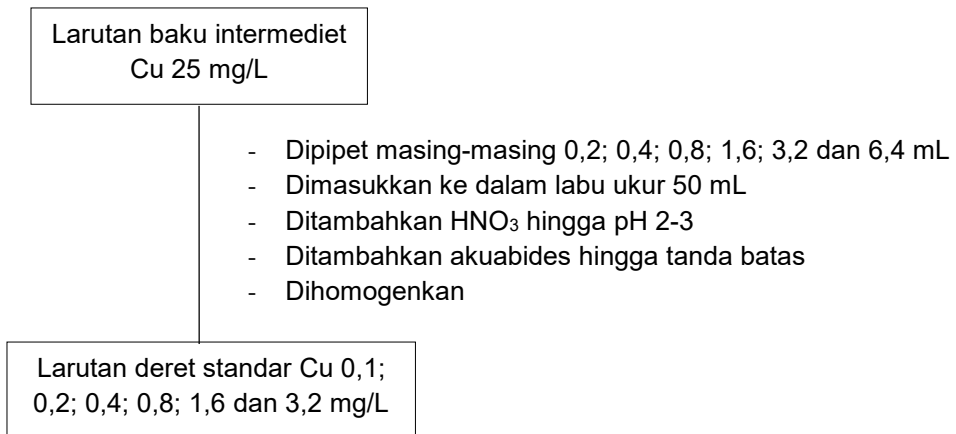 Larutan baku intermediet
Cu 25 mg/L
- Dipipet masing-masing 0,2; 0,4; 0,8; 1,6; 3,2 dan 6,4 mL
- Dimasukkan ke dalam labu ukur 50 mL
- Ditambahkan HNO₃ hingga pH 2-3
- Ditambahkan akuabides hingga tanda batas
- Dihomogenkan
Larutan deret standar Cu 0,1;
0,2; 0,4; 0,8; 1,6 dan 3,2 mg/L